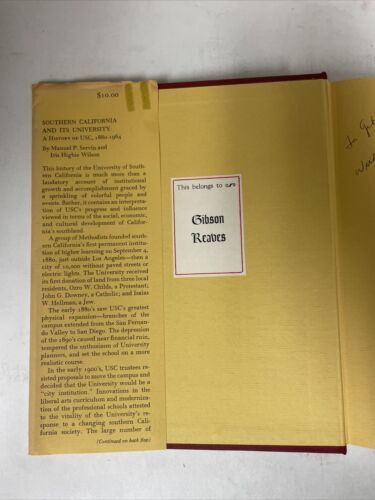 $10.00
SOUTHERN CALIFORNIA
AND ITS UNIVERSITY
A HISTORY OF USC, 1880-1964
By Manuel P. Servin and
Iris Higbie Wilson
This history of the University of South-
ern California is much more than a
laudatory account of institutional
growth and accomplishment graced by
a sprinkling of colorful people and
events. Rather, it contains an interpreta-
tion of USC's progress and influence
viewed in terms of the social, economic,
and cultural development of Califor-
nia's southland.
A group of Methodists founded south-
ern California's first permanent institu-
tion of higher learning on September 4,
1880, just outside Los Angeles—then a
city of 10,000 without paved streets or
electric lights. The University received
its first donation of land from three local
residents, Ozro W. Childs, a Protestant;
John G. Downey, a Catholic; and Isaias
W. Hellman, a Jew.
The early 1880's saw USC's greatest
physical expansion—branches of the
campus extended from the San Fernan-
do Valley to San Diego. The depression
of the 1890's caused near financial ruin,
tempered the enthusiasm of University
planners, and set the school on a more
realistic course.
In the early 1900's, USC trustees re-
sisted proposals to move the campus and
decided that the University would be a
"city institution." Innovations in the
liberal arts curriculum and moderniza-
tion of the professional schools attested
to the vitality of the University's re-
sponse to a changing southern Cali-
fornia society. The large number of
(Continued on back flap)
This belongs to
Gibson
Reaves